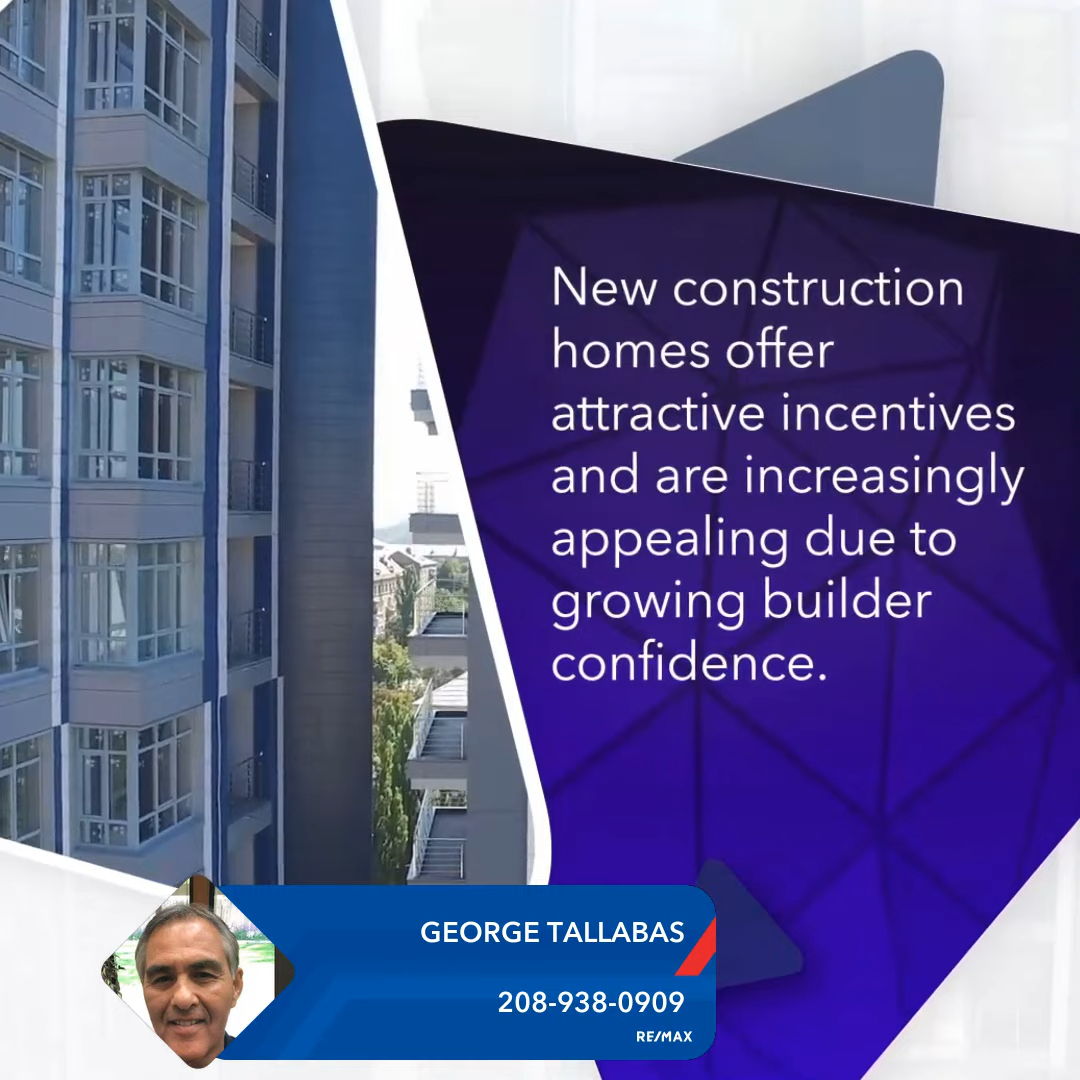 New construction
homes offer
attractive incentives
and are increasingly
appealing due to
growing builder
confidence.
GEORGE TALLABAS
208-938-0909
RE/MAX